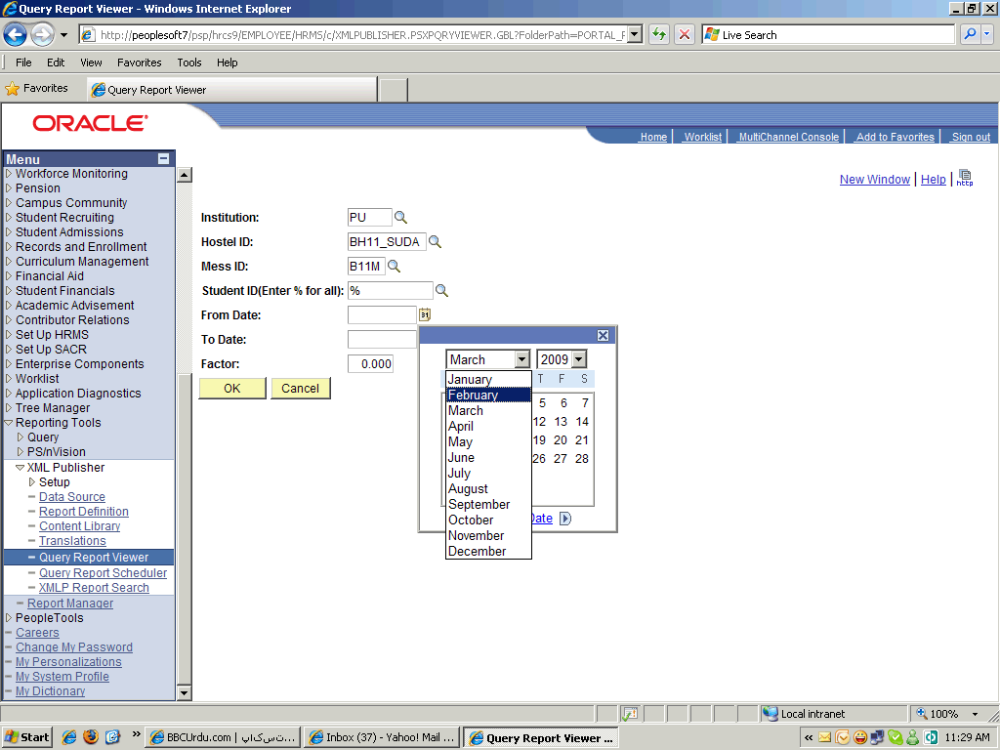 Query Report Viewer - Windows Internet Explorer
http://peoplesoft7/psp/hrcs9/EMPLOYEE/HRMS/c/XMLPUBLISHER.PSXPQRYVIEWER.GBL?FolderPath=PORTAL_F
Live Search
File Edit View Favorites Tools Help
Favorites
Query Report Viewer
ORACLE
Home Worklist MultiChannel Console Add to Favorites Sign out
New Window Help http
Menu
Workforce Monitoring
Pension
Campus Community
Student Recruiting
Student Admissions
Records and Enrollment
Curriculum Management
Financial Aid
Student Financials
Academic Advisement
Contributor Relations
Set Up HRMS
Set Up SACR
Enterprise Components
Worklist
Application Diagnostics
Tree Manager
Reporting Tools
Query
PS/nVision
XML Publisher
Setup
Data Source
Report Definition
Content Library
Translations
Query Report Viewer
Query Report Scheduler
XMLP Report Search
Report Manager
PeopleTools
Careers
Change My Password
My Personalizations
My System Profile
My Dictionary
Institution: PU
Hostel ID: BH11_SUDA
Mess ID: B11M
Student ID(Enter % for all): %
From Date: 31
To Date:
Factor: 0.000
OK Cancel
March 2009
T F S
5 6 7
12 13 14
19 20 21
26 27 28
Date
January
February
March
April
May
June
July
August
September
October
November
December
Local intranet 100%
Start » BBCUrdu.com | Inbox (37) - Yahoo! Mail ... Query Report Viewer ... « 11:29 AM